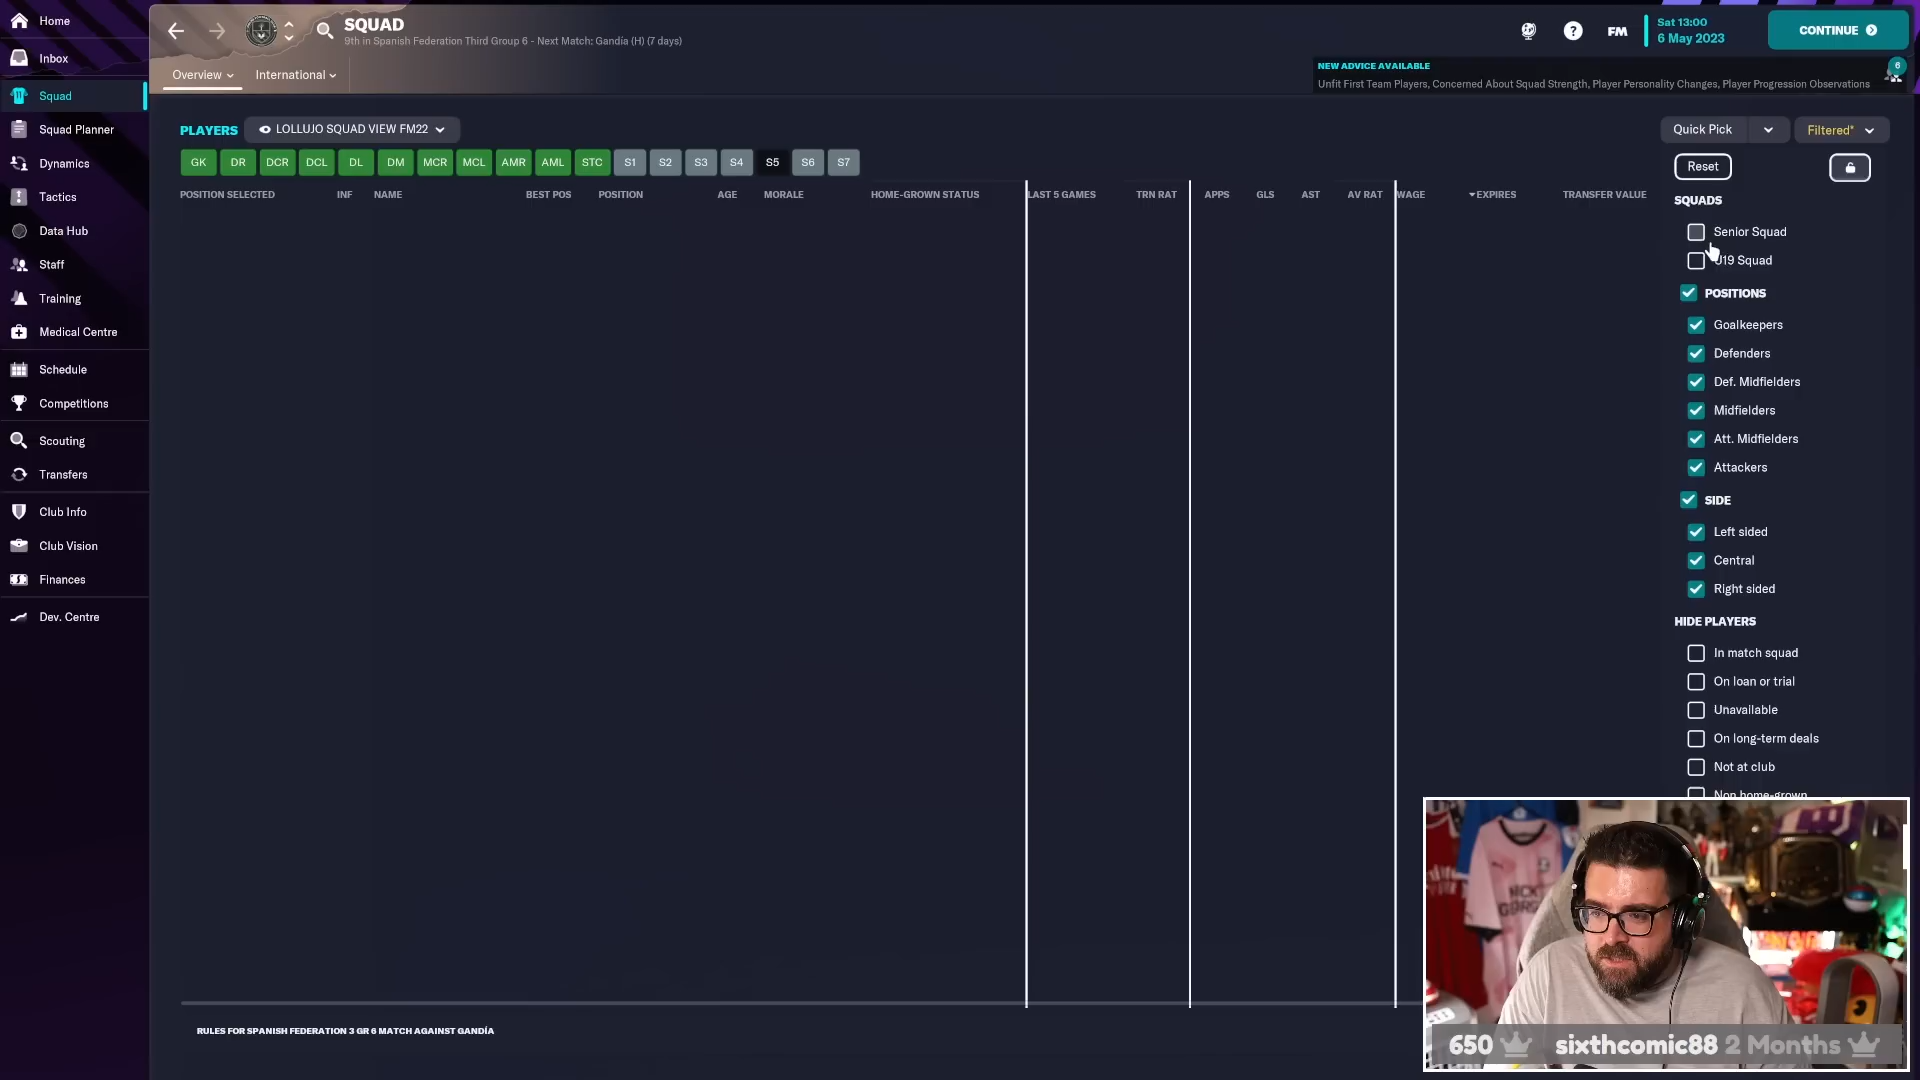 Home
Inbox
Squad
Squad Planner
Dynamics
Tactics
Data Hub
Staff
Training
Medical Centre
Schedule
Competitions
Scouting
Transfers
Club Info
Club Vision
Finances
Dev. Centre
SQUAD
9th in Spanish Federation Third Group 6 - Next Match: Gandía (H) (7 days)
Overview
International
?
FM
Sat 13:00
6 May 2023
CONTINUE
NEW ADVICE AVAILABLE
6
Unfit First Team Players, Concerned About Squad Strength, Player Personality Changes, Player Progression Observations
PLAYERS
LOLLUJO SQUAD VIEW FM22
Quick Pick
Filtered*
GK DR DCR DCL DL DM MCR MCL AMR AML STC S1 S2 S3 S4 S5 S6 S7
Reset
POSITION SELECTED INF NAME BEST POS POSITION AGE MORALE HOME-GROWN STATUS LAST 5 GAMES TRN RAT APPS GLS AST AV RAT WAGE EXPIRES TRANSFER VALUE
SQUADS
Senior Squad
U19 Squad
POSITIONS
Goalkeepers
Defenders
Def. Midfielders
Midfielders
Att. Midfielders
Attackers
SIDE
Left sided
Central
Right sided
HIDE PLAYERS
In match squad
On loan or trial
Unavailable
On long-term deals
Not at club
Non home-grown
RULES FOR SPANISH FEDERATION 3 GR 6 MATCH AGAINST GANDÍA
650 sixthcomic88 2 Months